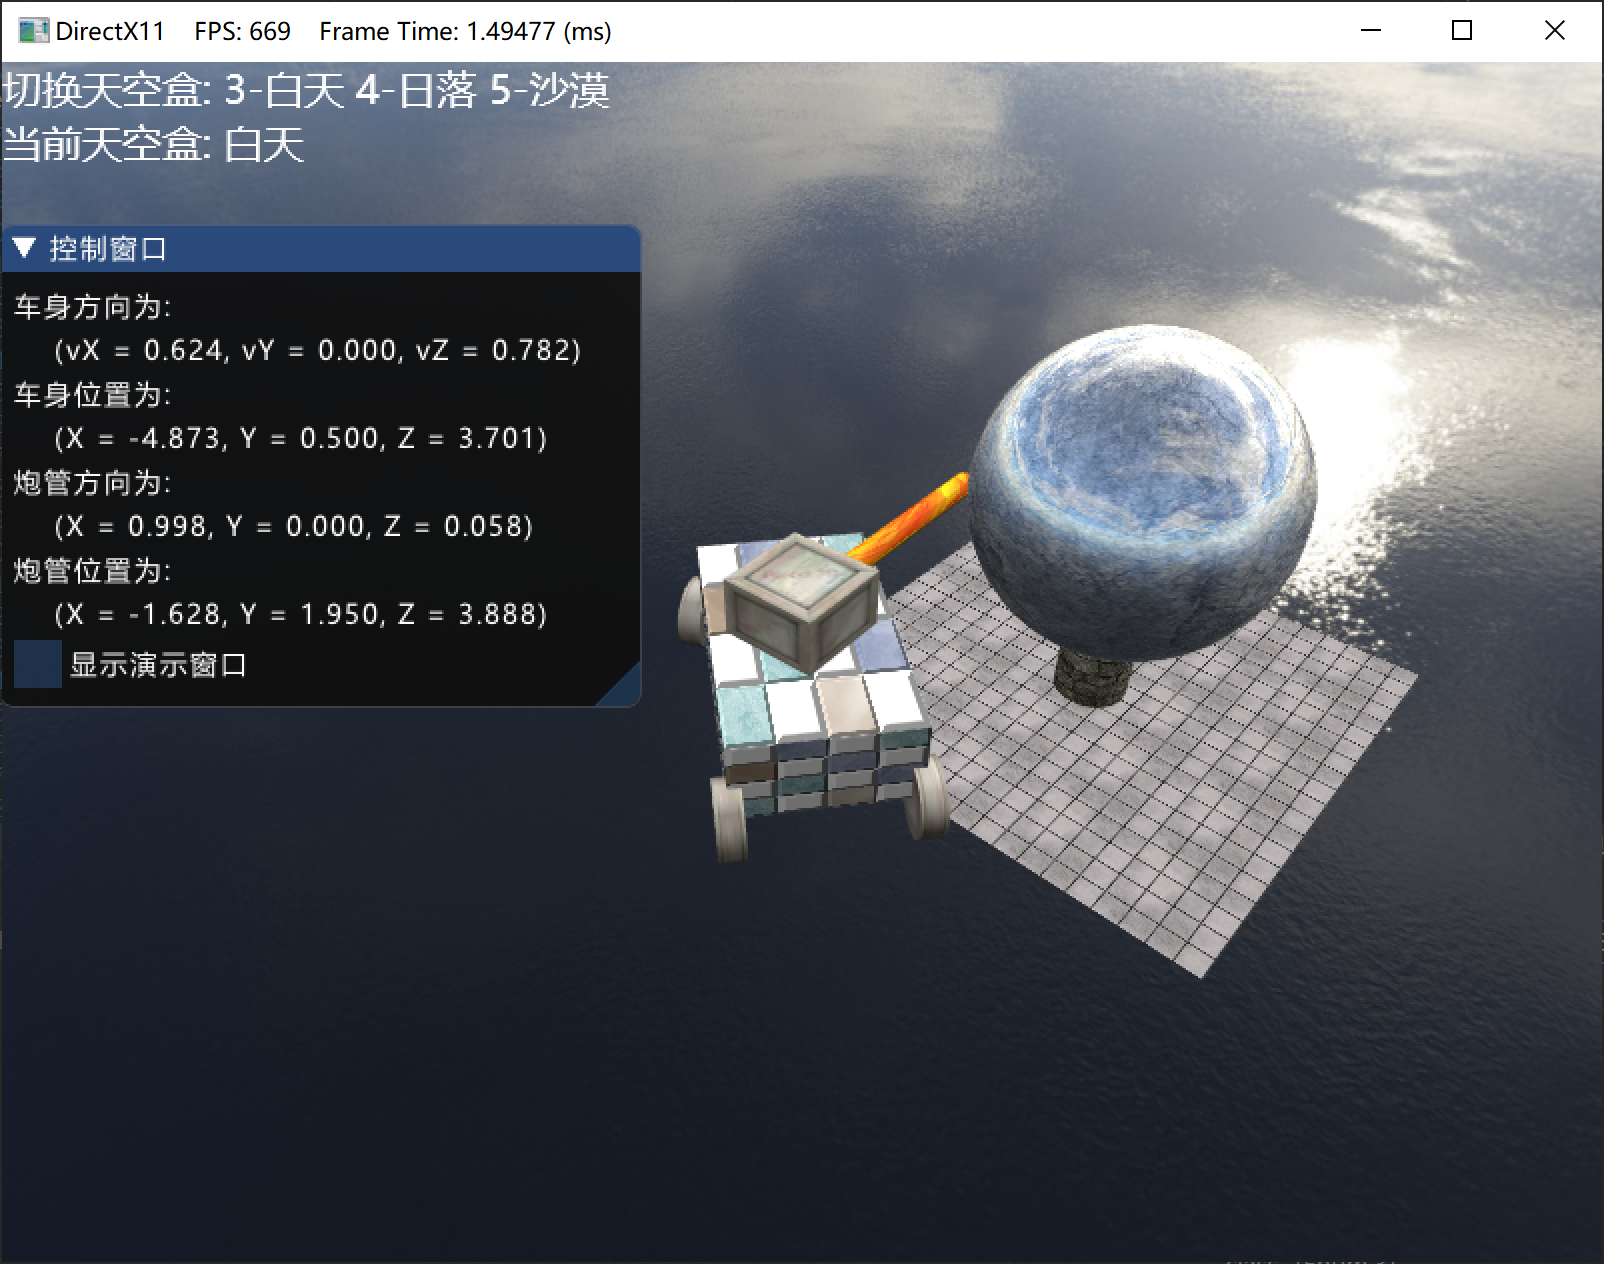 DirectX11 FPS: 669 Frame Time: 1.49477 (ms)
切换天空盒: 3-白天 4-日落 5-沙漠
当前天空盒: 白天
控制窗口
车身方向为:
(vX = 0.624, vY = 0.000, vZ = 0.782)
车身位置为:
(X = -4.873, Y = 0.500, Z = 3.701)
炮管方向为:
(X = 0.998, Y = 0.000, Z = 0.058)
炮管位置为:
(X = -1.628, Y = 1.950, Z = 3.888)
显示演示窗口